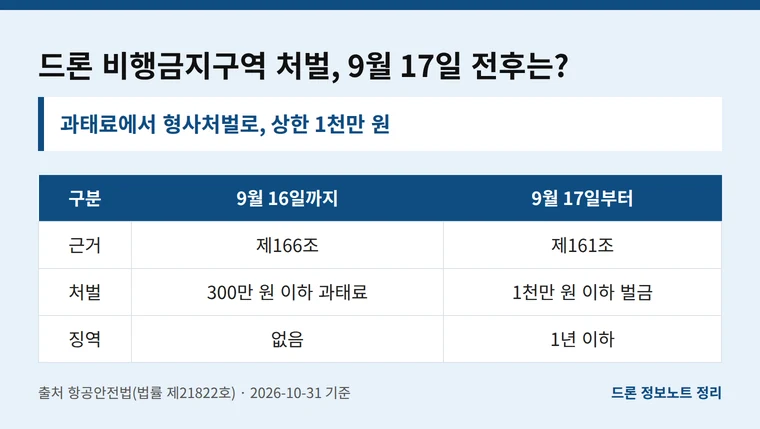 드론 비행금지구역 처벌, 9월 17일 전후는?
과태료에서 형사처벌로, 상한 1천만 원
구분 9월 16일까지 9월 17일부터
근거 제166조 제161조
처벌 300만 원 이하 과태료 1천만 원 이하 벌금
징역 없음 1년 이하
출처 항공안전법(법률 제21822호) · 2026-10-31 기준 드론 정보노트 정리